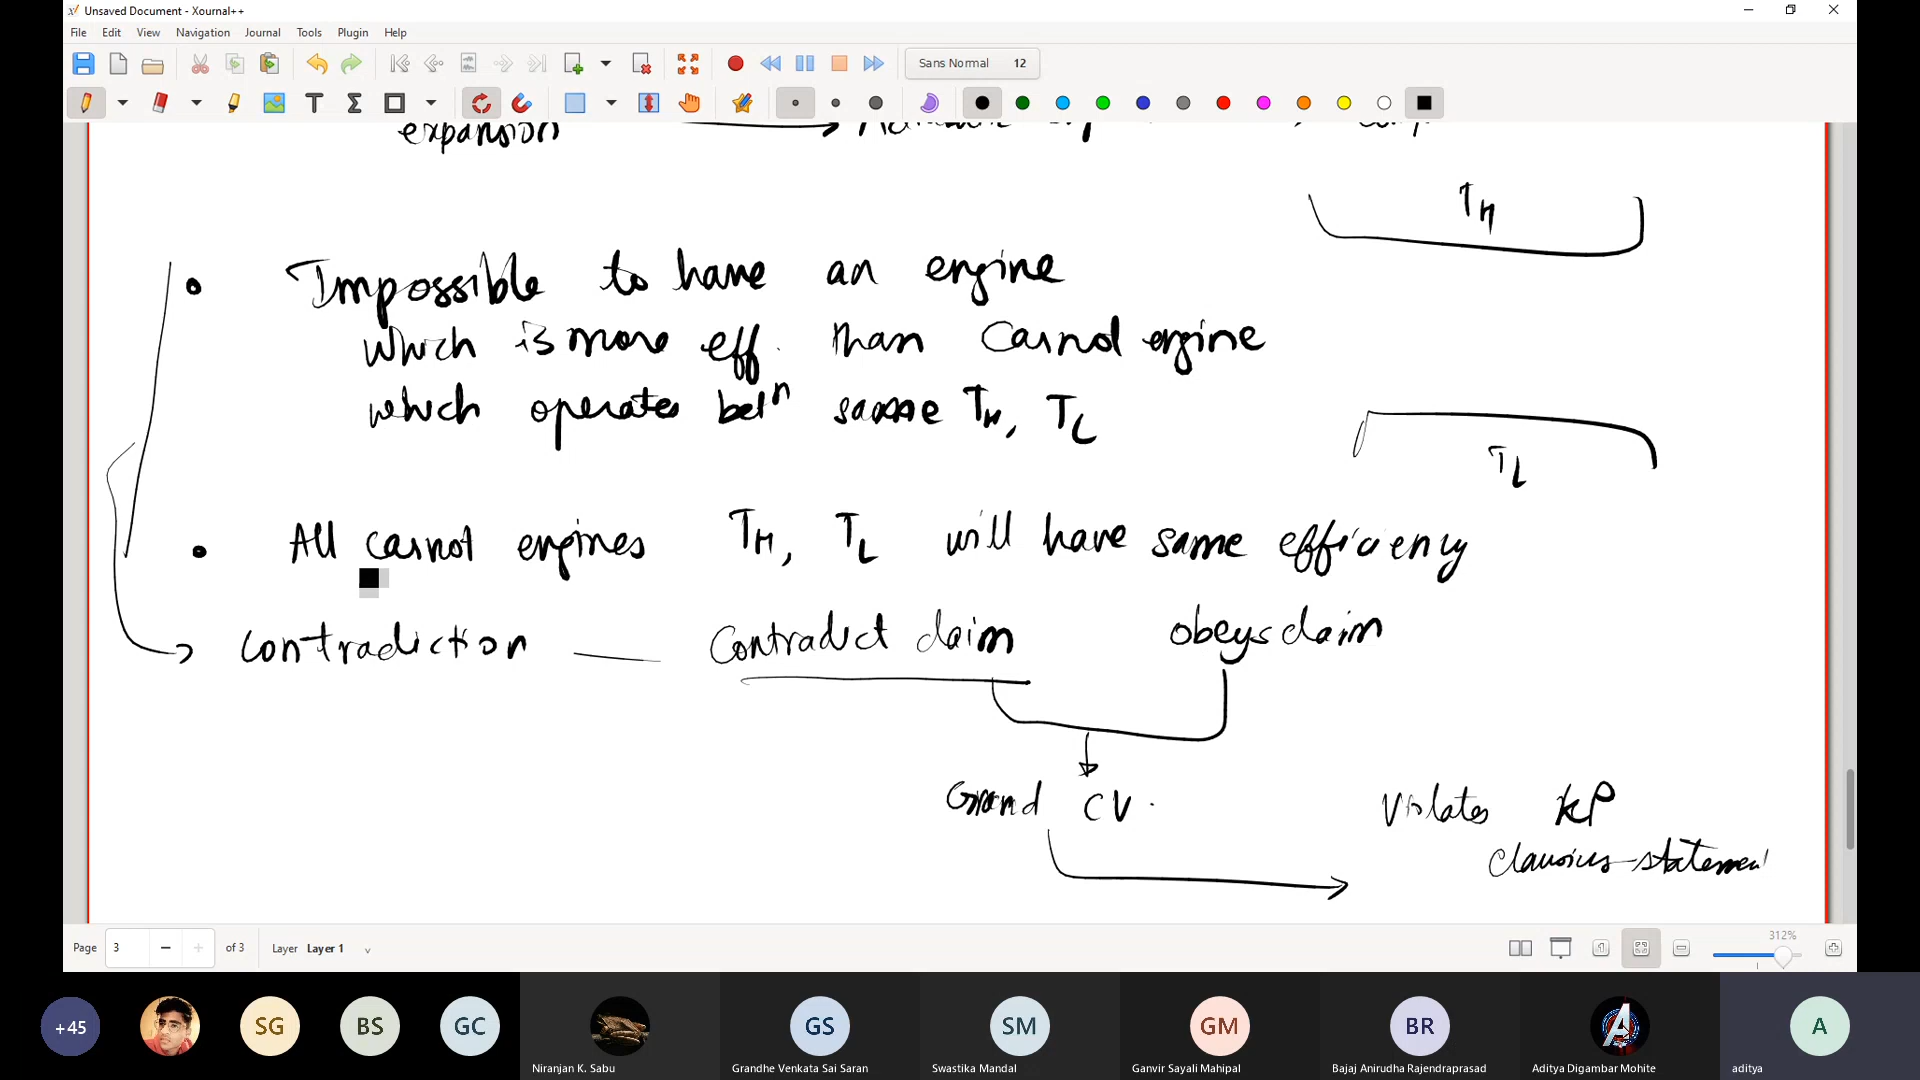 Unsaved Document - Xournal++
File Edit View Navigation Journal Tools Plugin Help
Sans Normal 12
expansion
TH
Impossible to have an engine
which is more eff. than Carnot engine
which operates betn same TH, TL
TL
All carnot engines TH, TL will have same efficiency
contradiction — Contradict claim obeys claim
Grand CV. Violates KP
Clausius statement
Page 3 of 3 Layer Layer 1 312%
+45 SG BS GC GS SM GM BR A
Niranjan K. Sabu Grandhe Venkata Sai Saran Swastika Mandal Ganvir Sayali Mahipal Bajaj Anirudha Rajendraprasad Aditya Digambar Mohite aditya